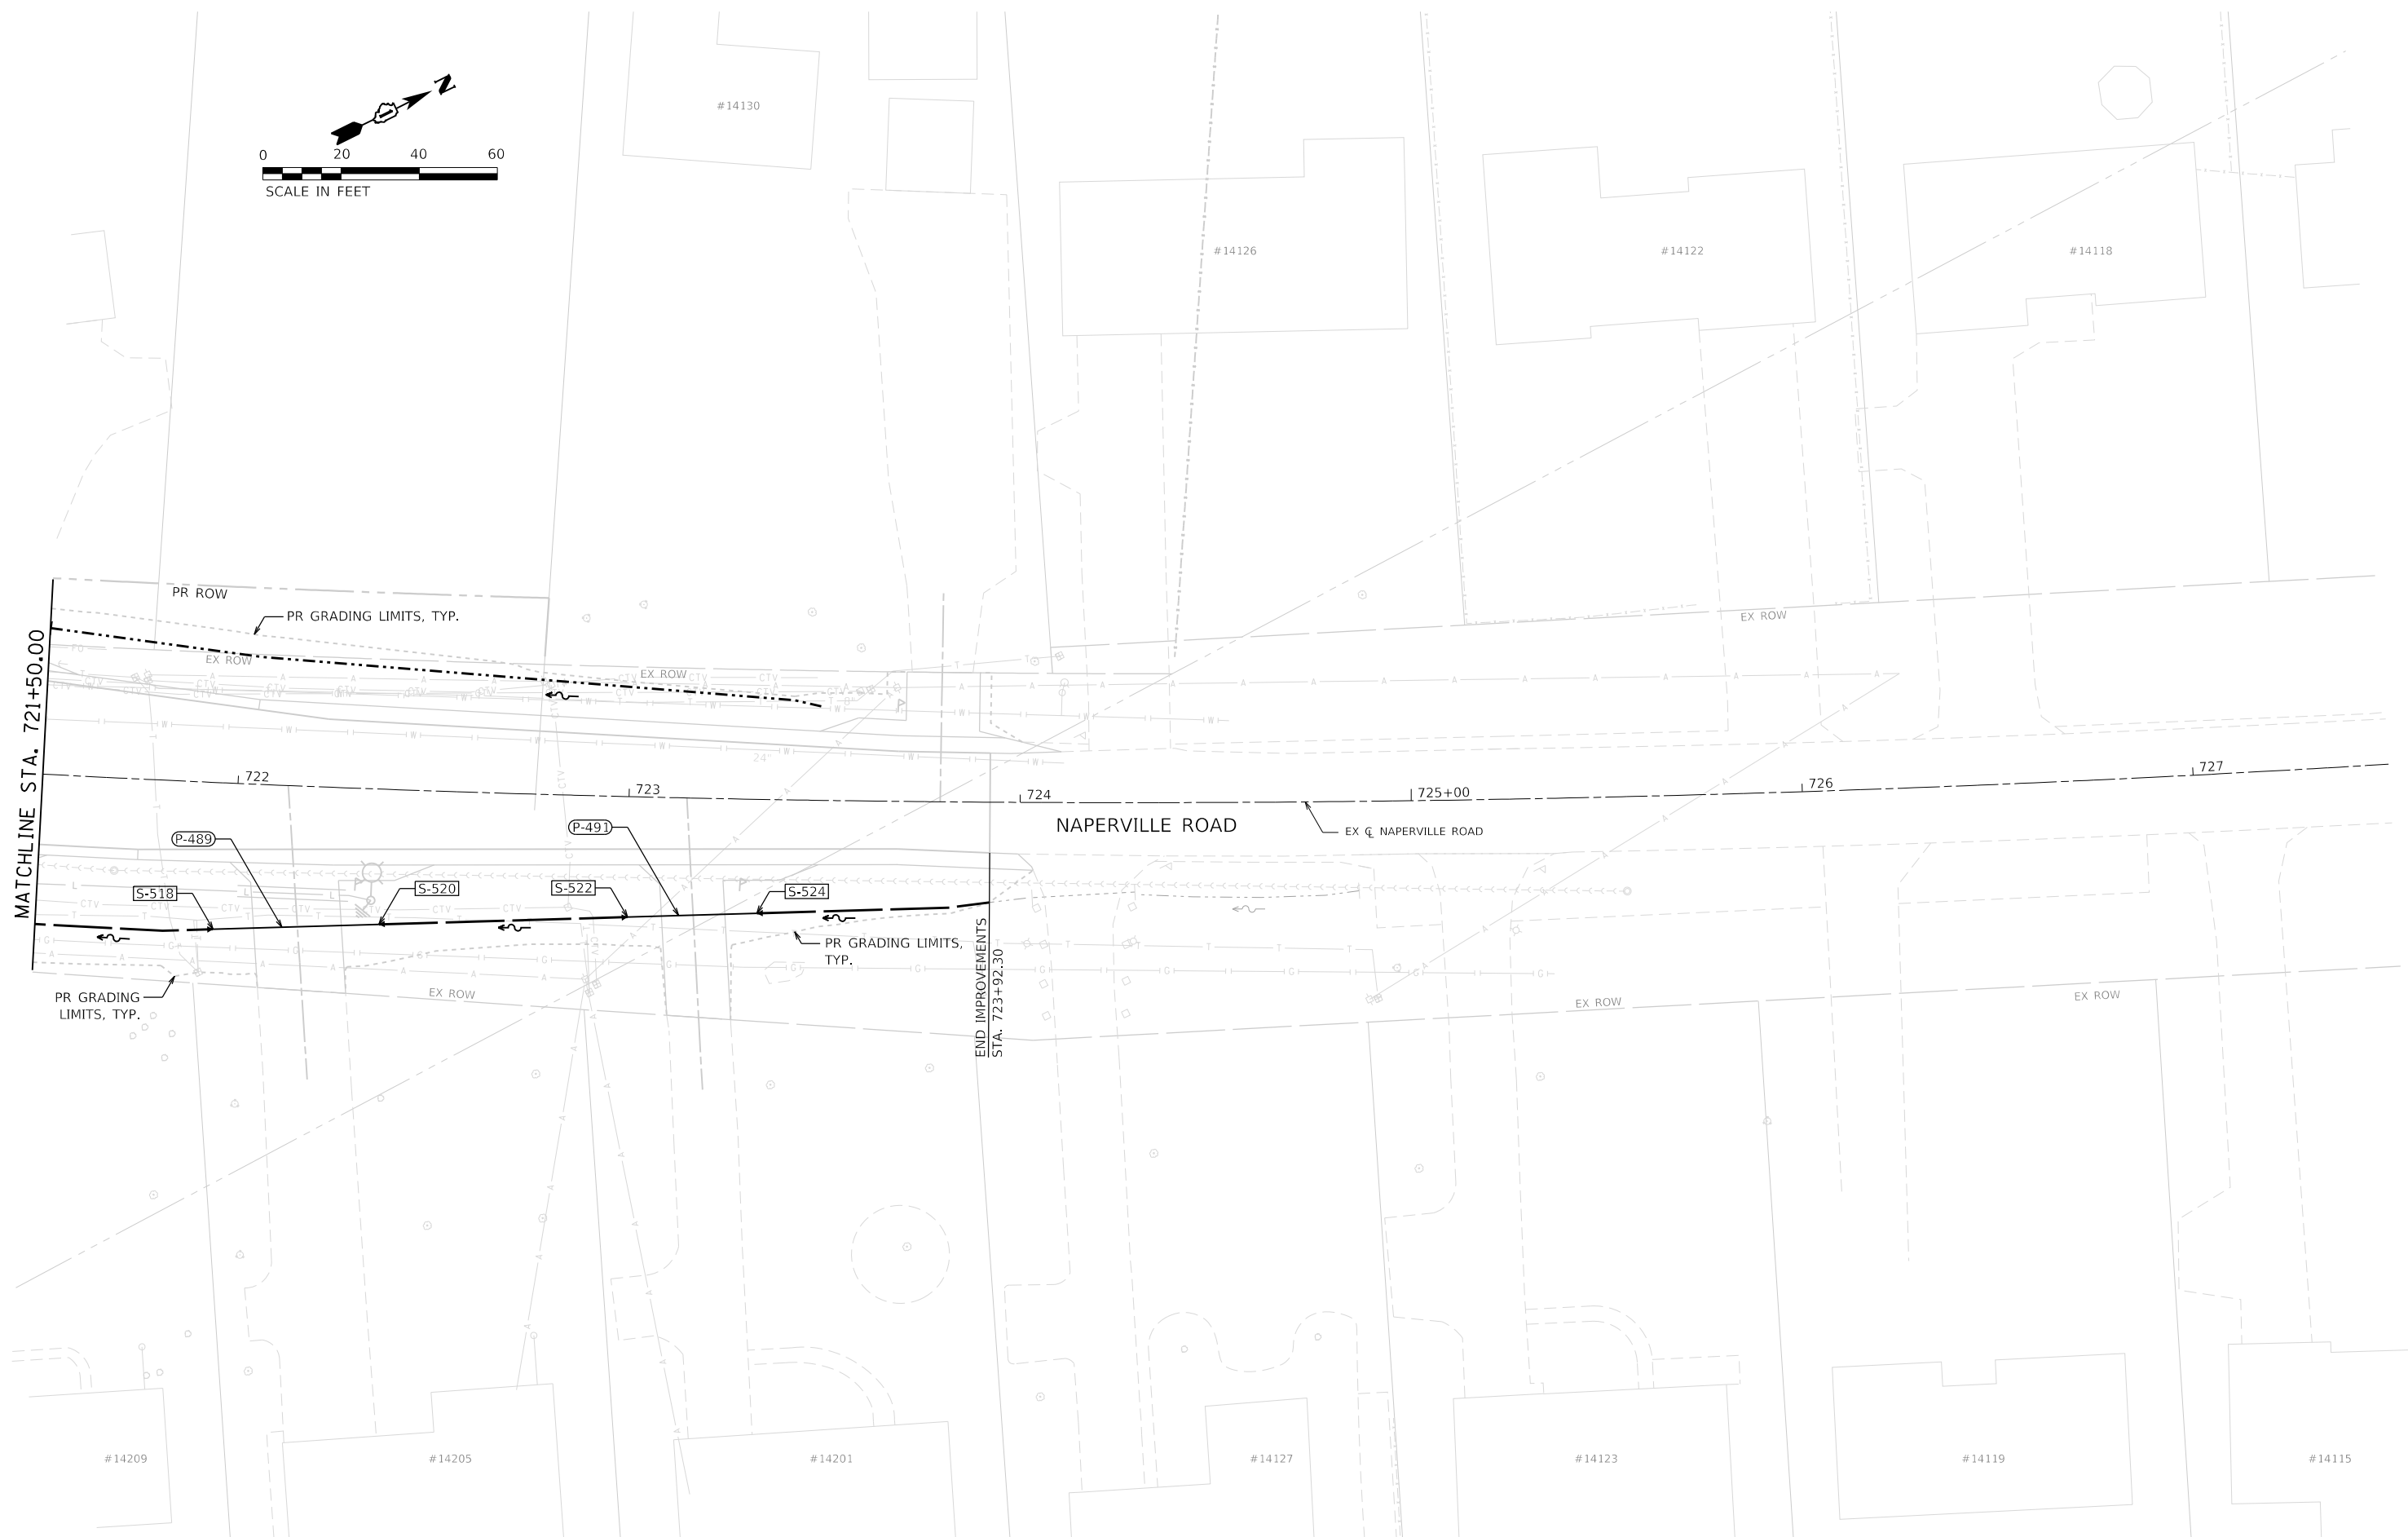 #14130
N
0 20 40 60
SCALE IN FEET
#14126
#14122
#14118
PR ROW
PR GRADING LIMITS, TYP.
EX ROW
EX ROW
EX ROW
MATCHLINE STA. 721+50.00
24"
722
723
724
725+00
726
727
NAPERVILLE ROAD
EX ℄ NAPERVILLE ROAD
P-489
P-491
S-518
S-520
S-522
S-524
PR GRADING LIMITS,
TYP.
PR GRADING
LIMITS, TYP.
END IMPROVEMENTS
STA. 723+92.30
EX ROW
EX ROW
EX ROW
#14209
#14205
#14201
#14127
#14123
#14119
#14115